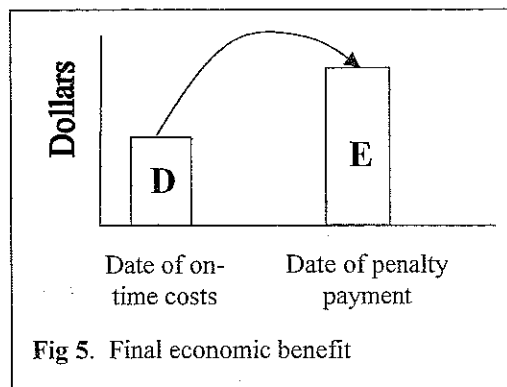 Dollars
D
E
Date of on-
time costs
Date of penalty
payment
Fig 5. Final economic benefit